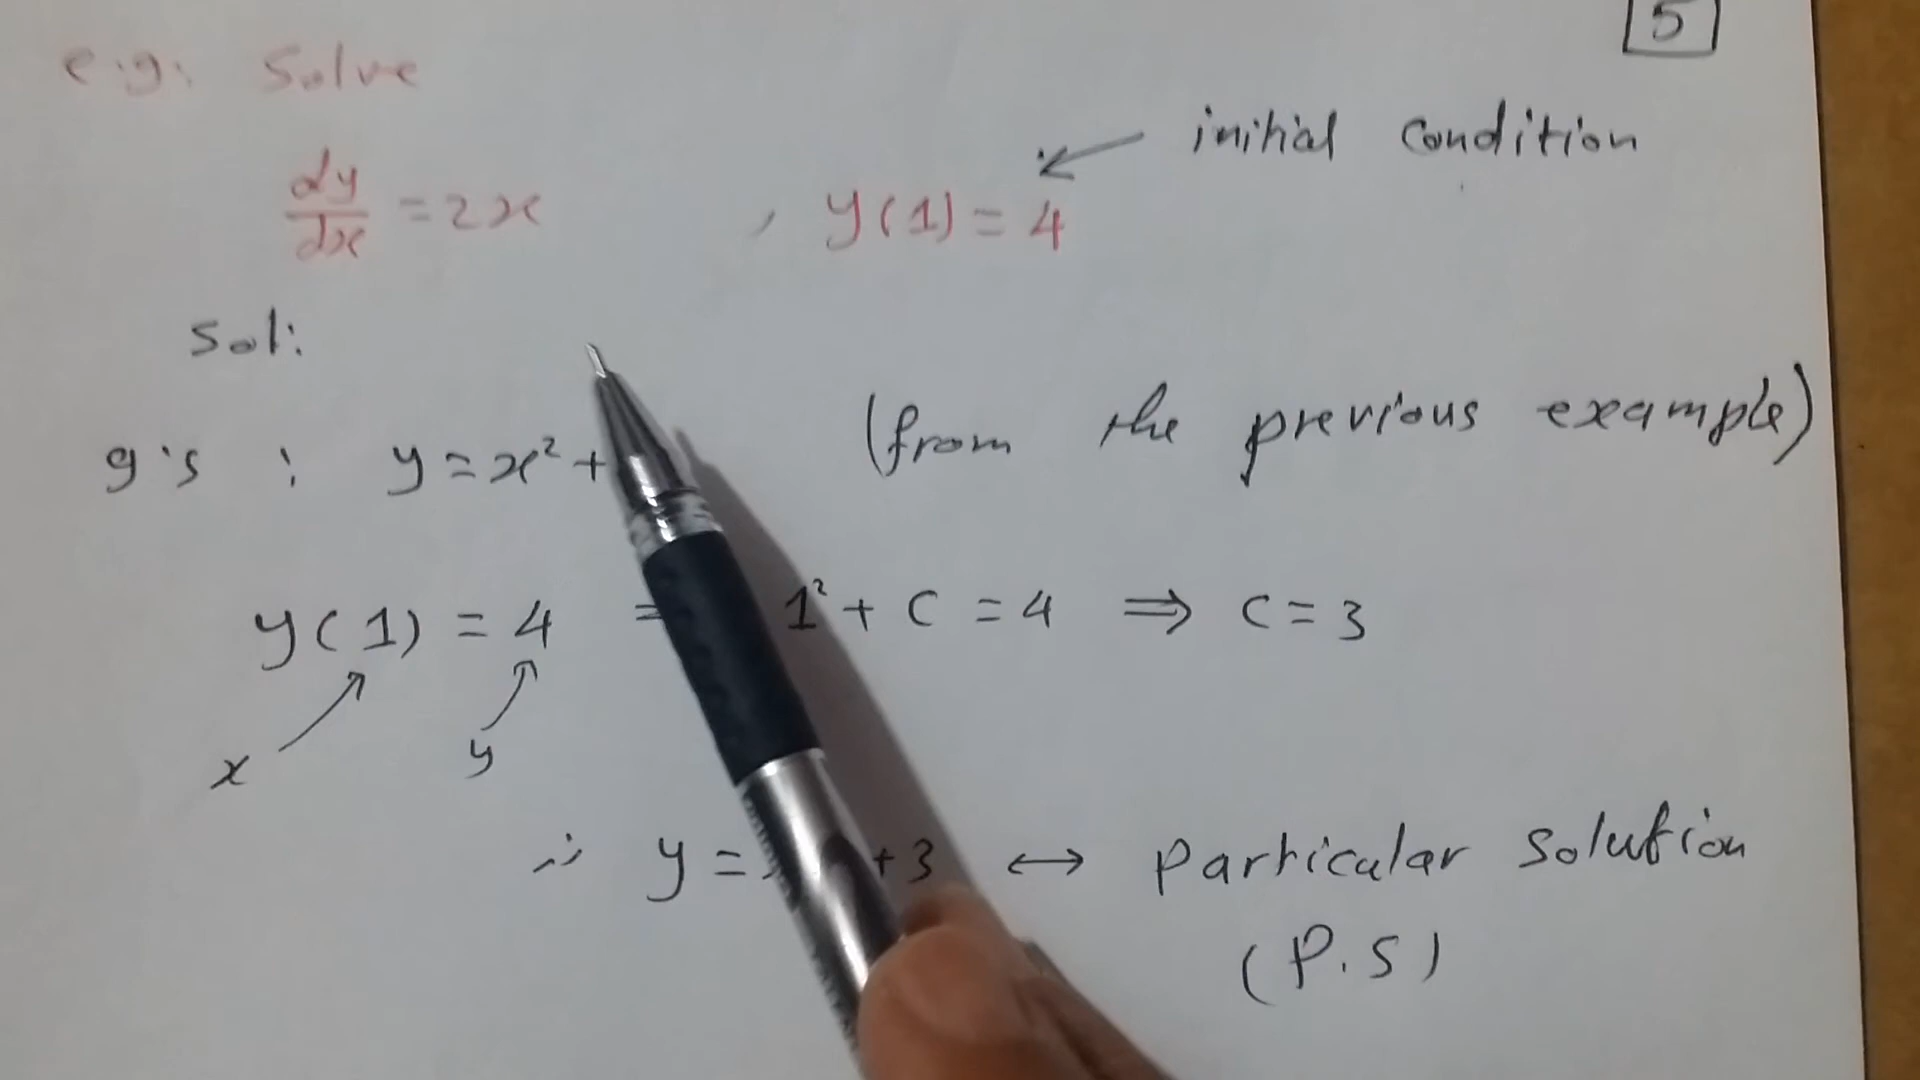 5
e.g: Solve
initial condition
dy/dx = 2x , y(1) = 4
Sol:
g.s : y = x² + (from the previous example)
y(1) = 4 = 1² + C = 4 ⇒ C = 3
x y
∴ y = + 3 ↔ Particular Solution
(P.S)